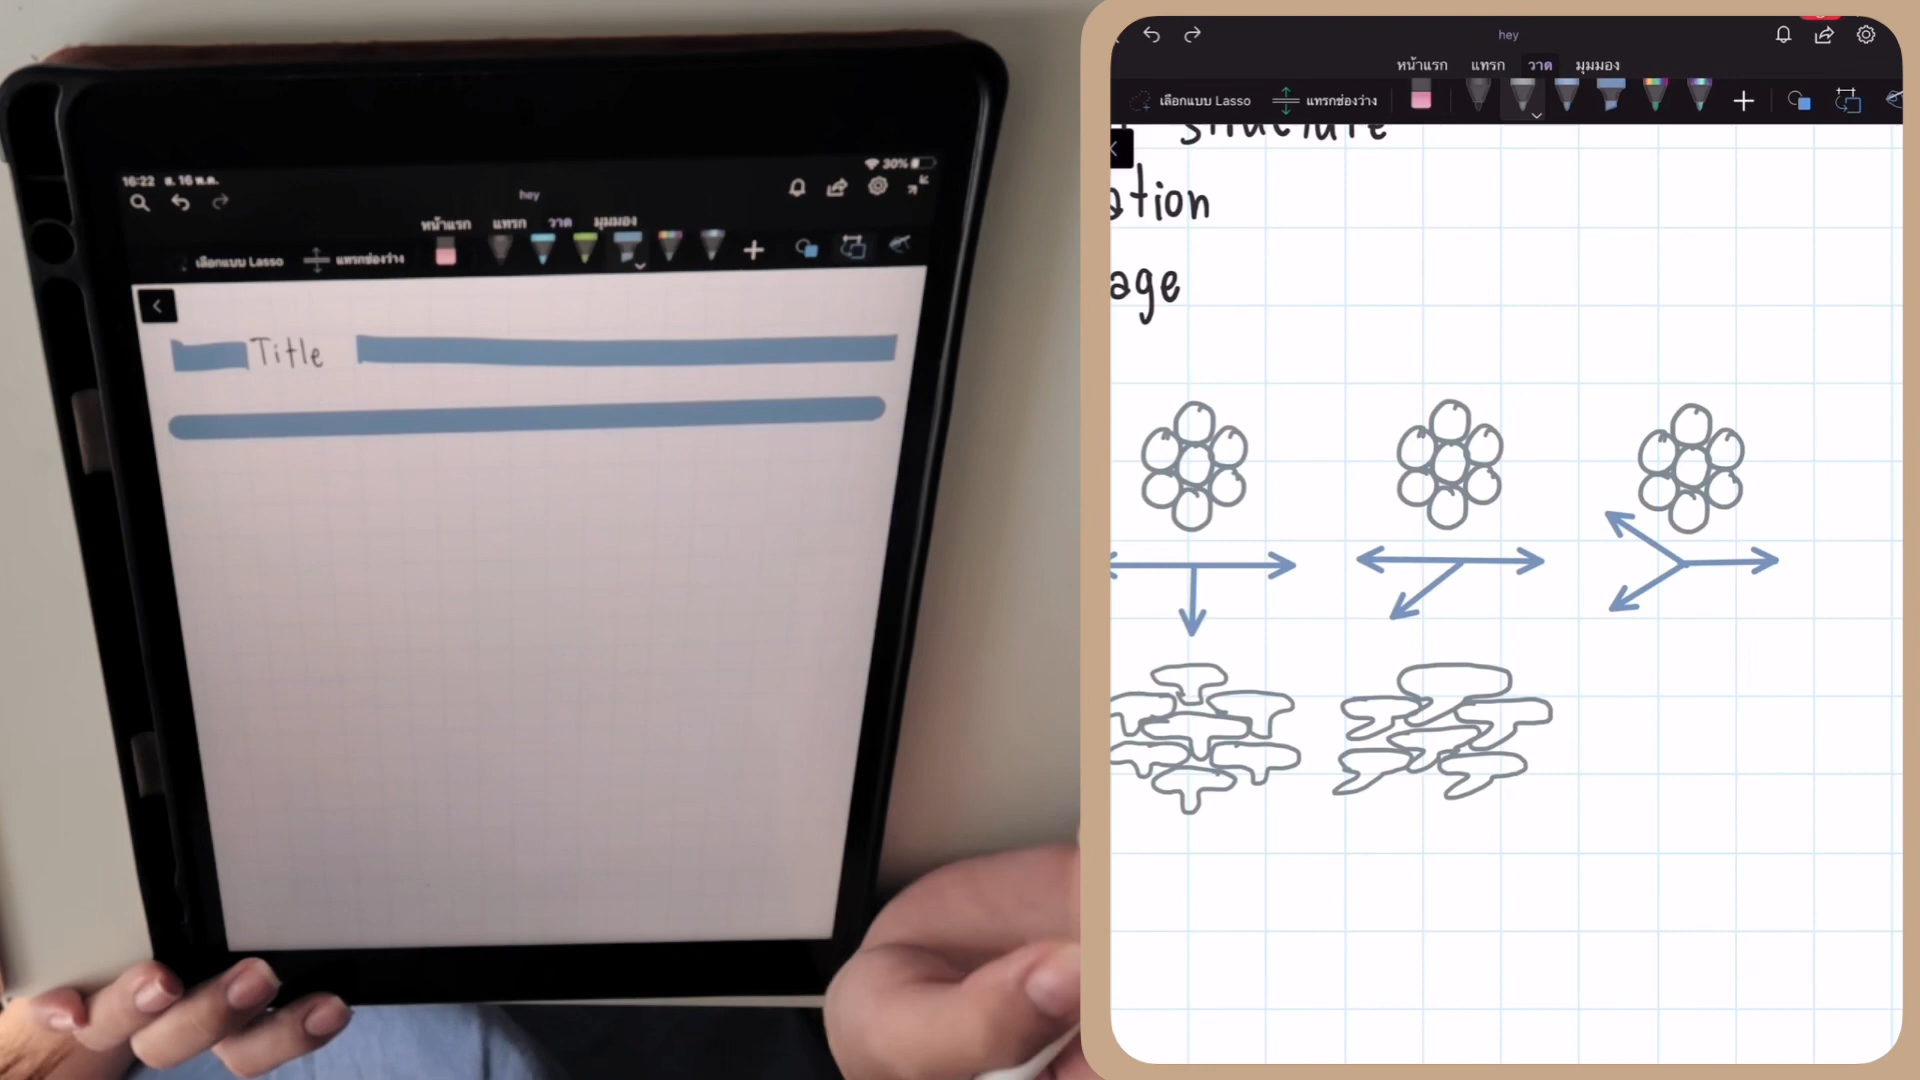 16:22 ส. 16 พ.ค.
30%
hey
หน้าแรก แทรก วาด มุมมอง
เลือกแบบ Lasso แทรกช่องว่าง
Title
hey
หน้าแรก แทรก วาด มุมมอง
เลือกแบบ Lasso แทรกช่องว่าง
structure
ation
age